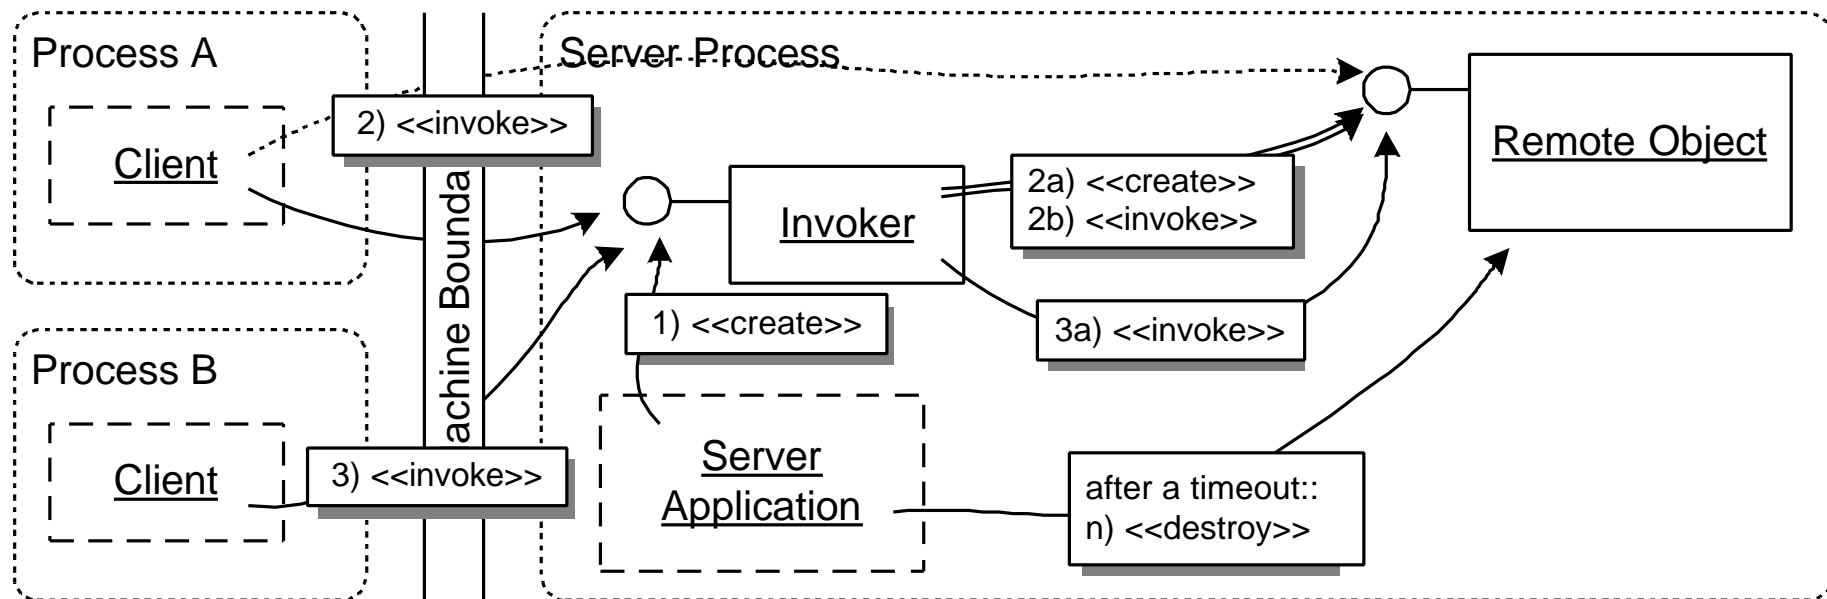 Process A
Server Process
Client
2) <<invoke>>
Invoker
2a) <<create>>
2b) <<invoke>>
Remote Object
1) <<create>>
3a) <<invoke>>
achine Bounda
Process B
Client
3) <<invoke>>
Server
Application
after a timeout::
n) <<destroy>>